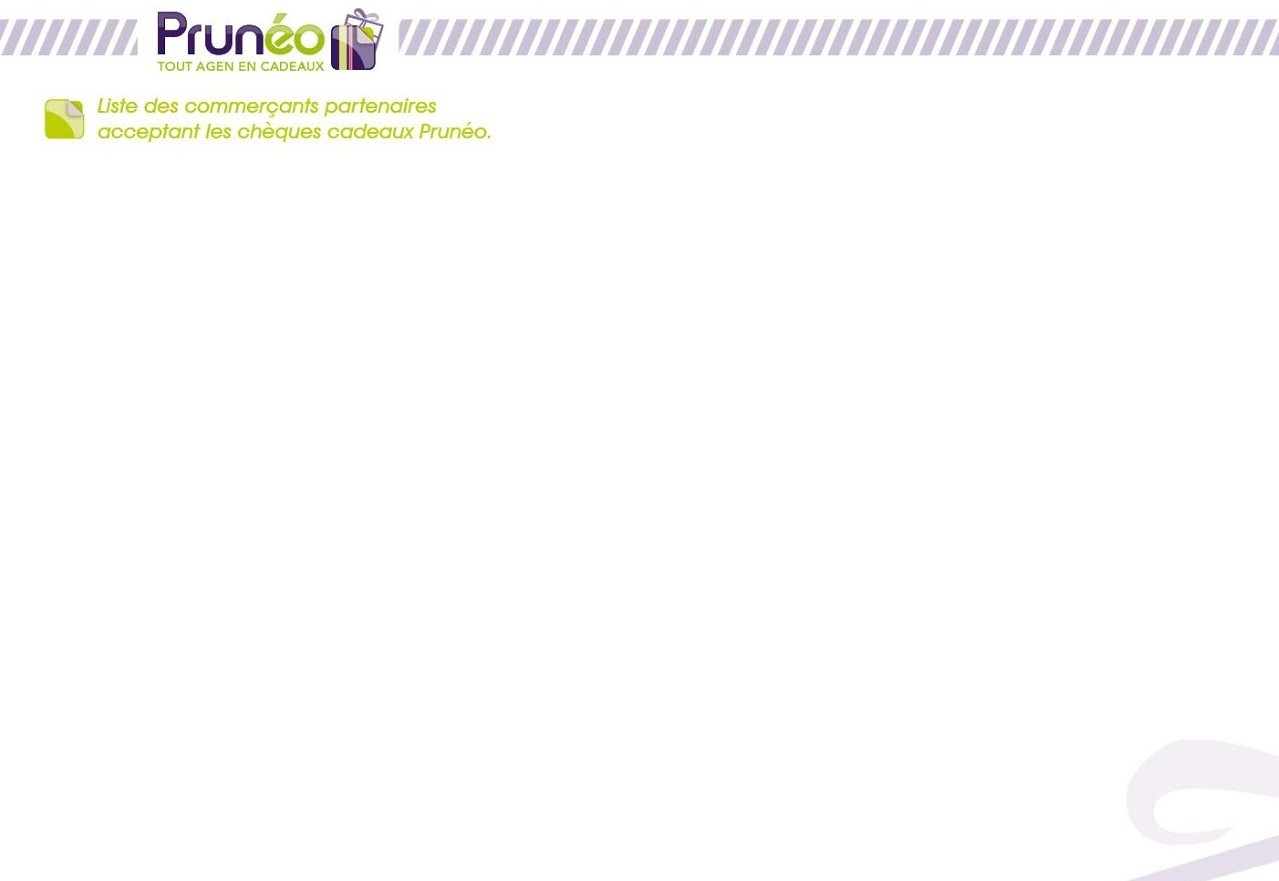 Prunéo
TOUT AGEN EN CADEAUX
Liste des commerçants partenaires
acceptant les chèques cadeaux Prunéo.